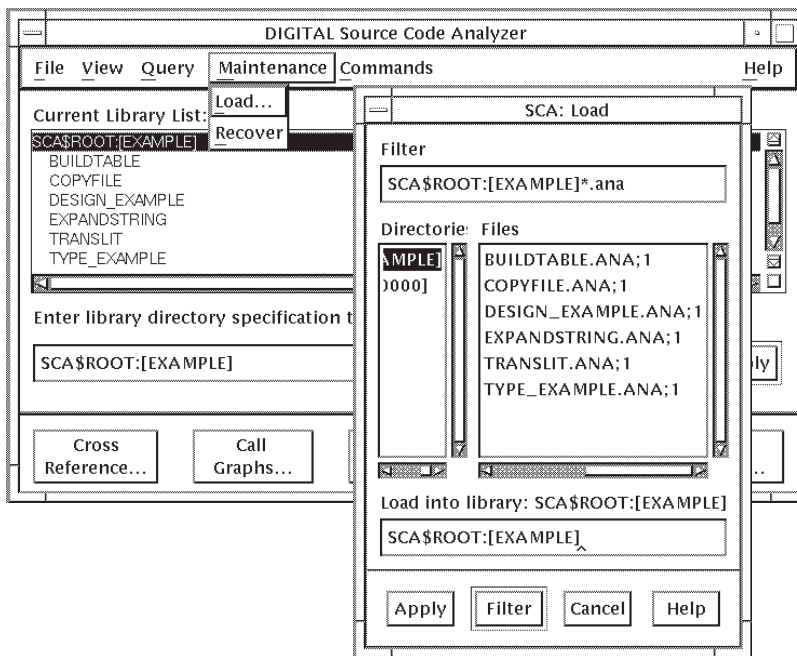 DIGITAL Source Code Analyzer
File View Query Maintenance Commands Help
Load...
Recover
Current Library List:
SCA$ROOT:[EXAMPLE]
BUILDTABLE
COPYFILE
DESIGN_EXAMPLE
EXPANDSTRING
TRANSLIT
TYPE_EXAMPLE
Enter library directory specification t
SCA$ROOT:[EXAMPLE]
ly
Cross
Reference...
Call
Graphs...
..
SCA: Load
Filter
SCA$ROOT:[EXAMPLE]*.ana
Directorie Files
AMPLE]
0000]
BUILDTABLE.ANA;1
COPYFILE.ANA;1
DESIGN_EXAMPLE.ANA;1
EXPANDSTRING.ANA;1
TRANSLIT.ANA;1
TYPE_EXAMPLE.ANA;1
Load into library: SCA$ROOT:[EXAMPLE]
SCA$ROOT:[EXAMPLE]
Apply Filter Cancel Help